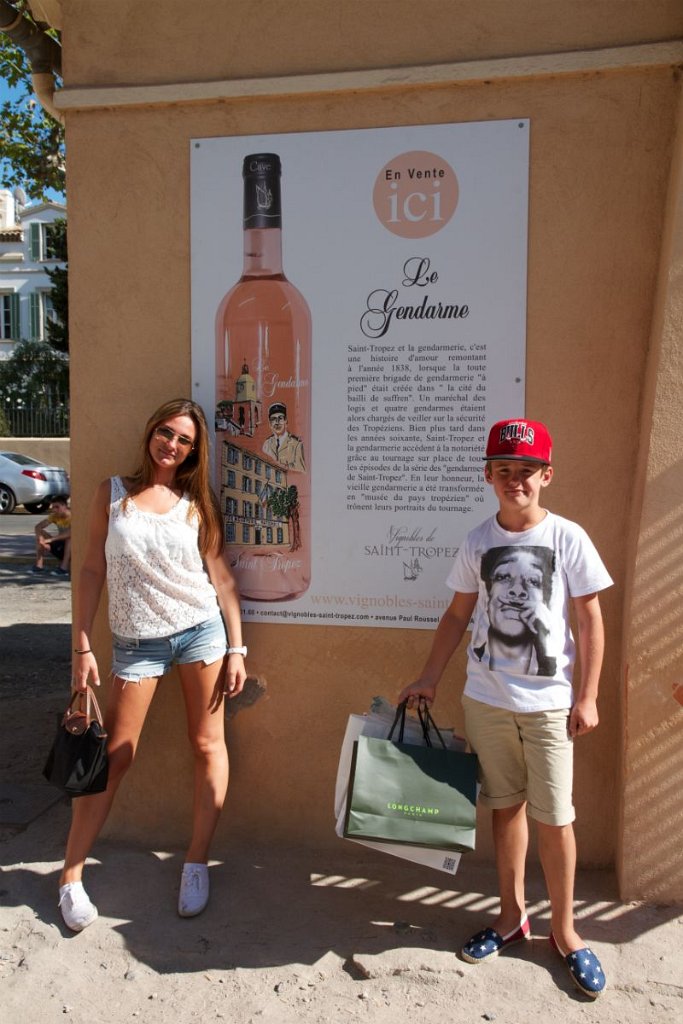 Cave
En Vente
ici
Le
Gendarme
Saint-Tropez et la gendarmerie, c'est
une histoire d'amour remontant
à l'année 1838, lorsque la toute
première brigade de gendarmerie "à
pied" était créée dans " la cité du
bailli de suffren". Un maréchal des
logis et quatre gendarmes étaient
alors chargés de veiller sur la sécurité
des Tropéziens. Bien plus tard dans
les années soixante, Saint-Tropez et
la gendarmerie accèdent à la notoriété
grâce au tournage sur place de tous
les épisodes de la série des "gendarmes
de Saint-Tropez". En leur honneur, la
vieille gendarmerie a été transformée
en "musée du pays tropézien" où
trônent leurs portraits du tournage.
Vignobles de
SAINT-TROPEZ
www.vignobles-saint
contact@vignobles-saint-tropez.com • avenue Paul Roussel
Le
Gendarme
Saint Tropez
BULLS
LONGCHAMP
PARIS